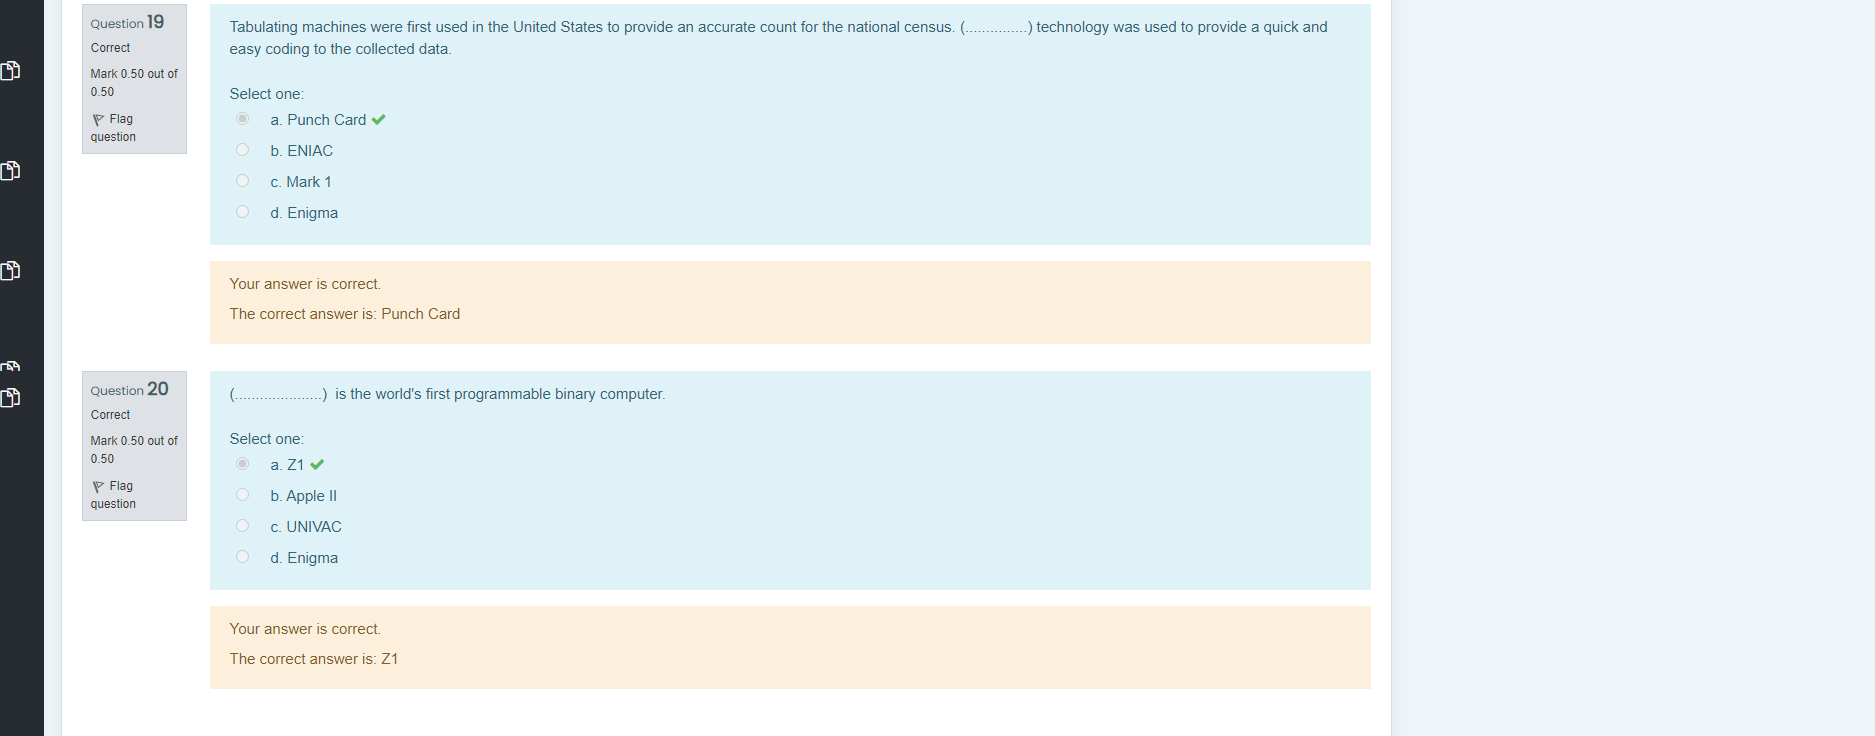 Question 19
Correct
Mark 0.50 out of
0.50
Flag
question
Tabulating machines were first used in the United States to provide an accurate count for the national census. (...............) technology was used to provide a quick and
easy coding to the collected data.
Select one:
a. Punch Card
b. ENIAC
c. Mark 1
d. Enigma
Your answer is correct.
The correct answer is: Punch Card
Question 20
Correct
Mark 0.50 out of
0.50
Flag
question
(.....................) is the world's first programmable binary computer.
Select one:
a. Z1
b. Apple II
c. UNIVAC
d. Enigma
Your answer is correct.
The correct answer is: Z1